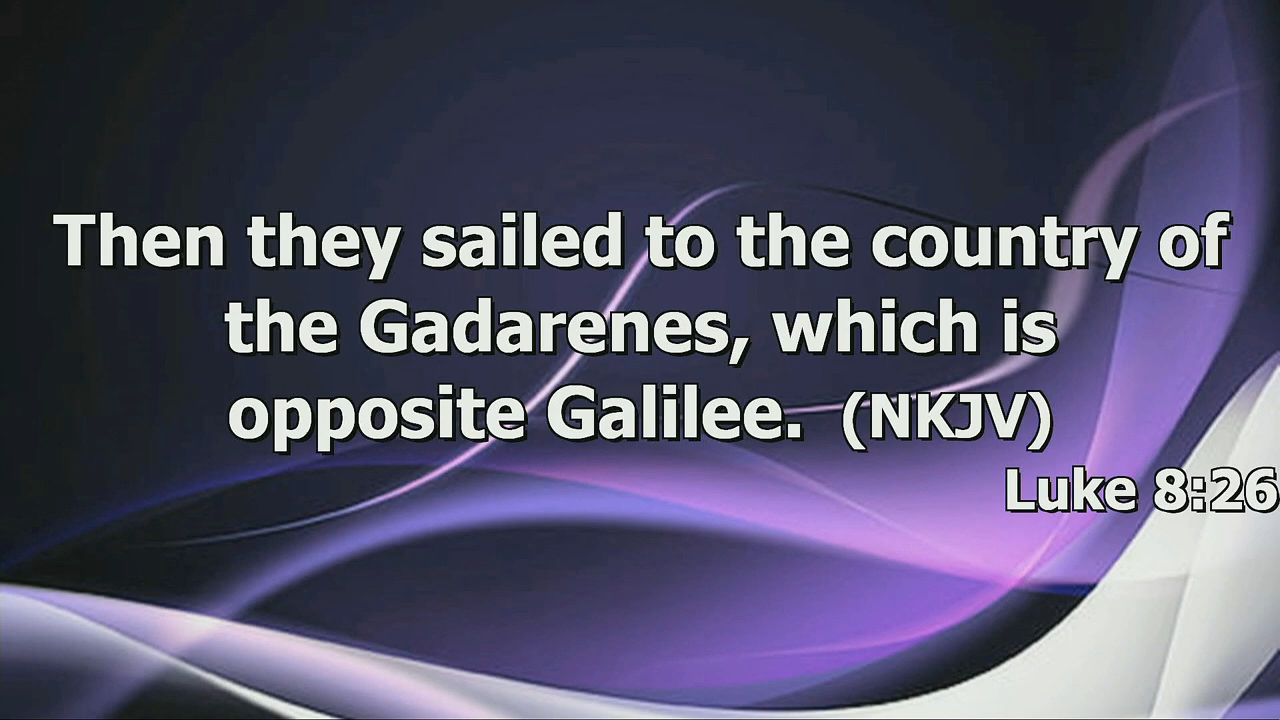 Then they sailed to the country of
the Gadarenes, which is
opposite Galilee. (NKJV)
Luke 8:26